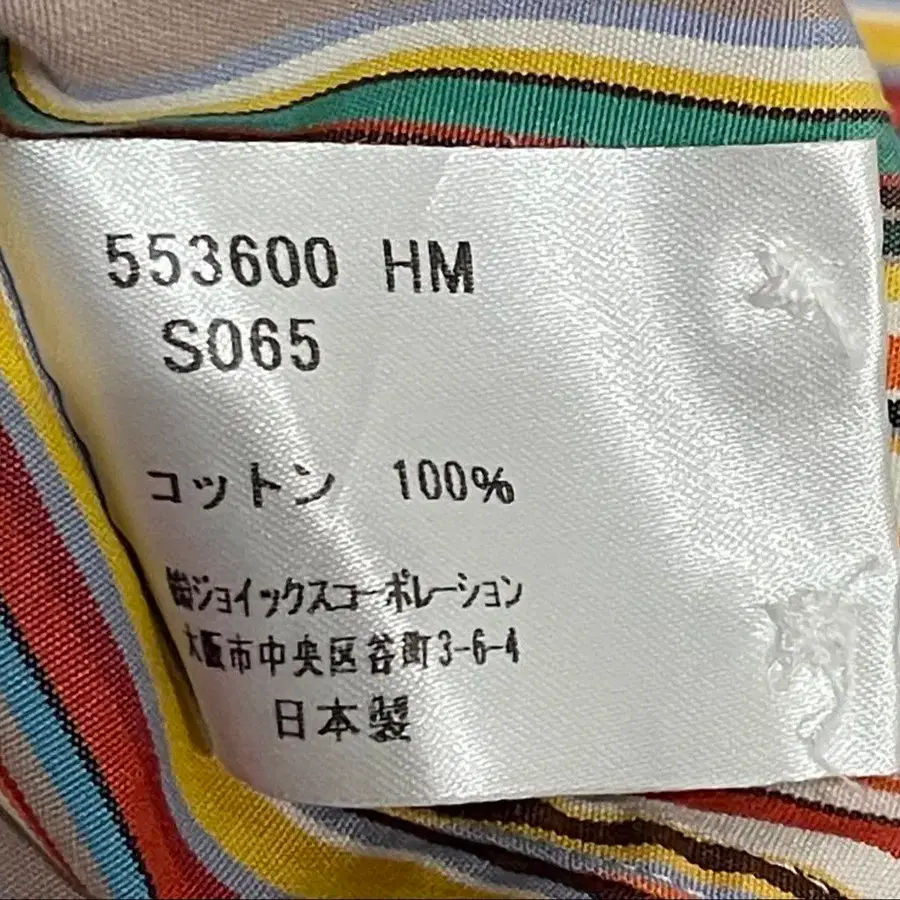 553600 HM
S065
コットン 100%
㈱ジョイックスコーポレーション
大阪市中央区谷町3-6-4
日本製